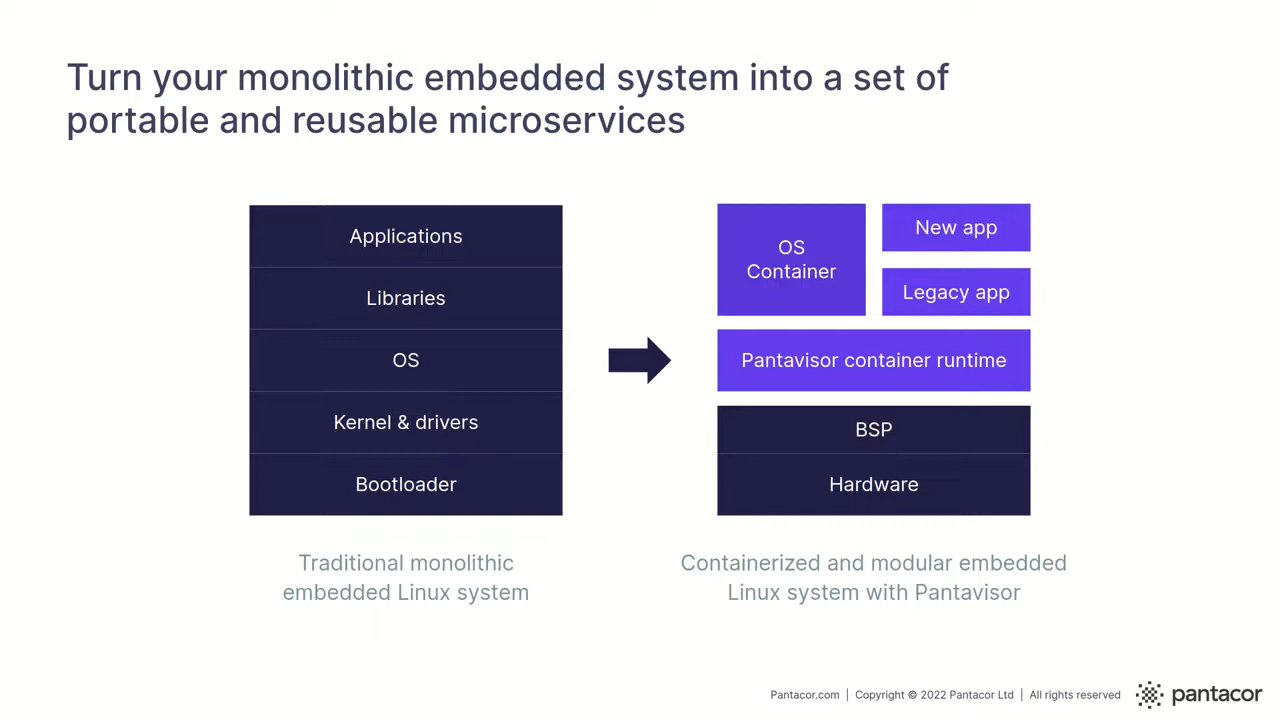 Turn your monolithic embedded system into a set of
portable and reusable microservices
Applications
Libraries
OS
Kernel & drivers
Bootloader
Traditional monolithic
embedded Linux system
OS
Container
New app
Legacy app
Pantavisor container runtime
BSP
Hardware
Containerized and modular embedded
Linux system with Pantavisor
Pantacor.com | Copyright © 2022 Pantacor Ltd | All rights reserved
pantacor